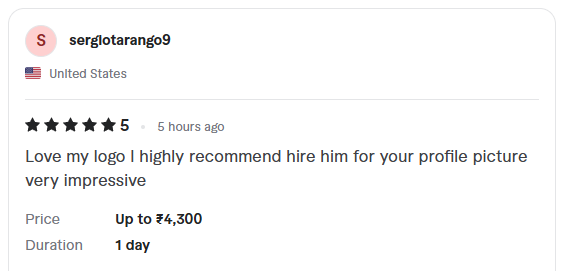 S
serglotarango9
United States
5
5 hours ago
Love my logo I highly recommend hire him for your profile picture
very impressive
Price Up to ₹4,300
Duration 1 day